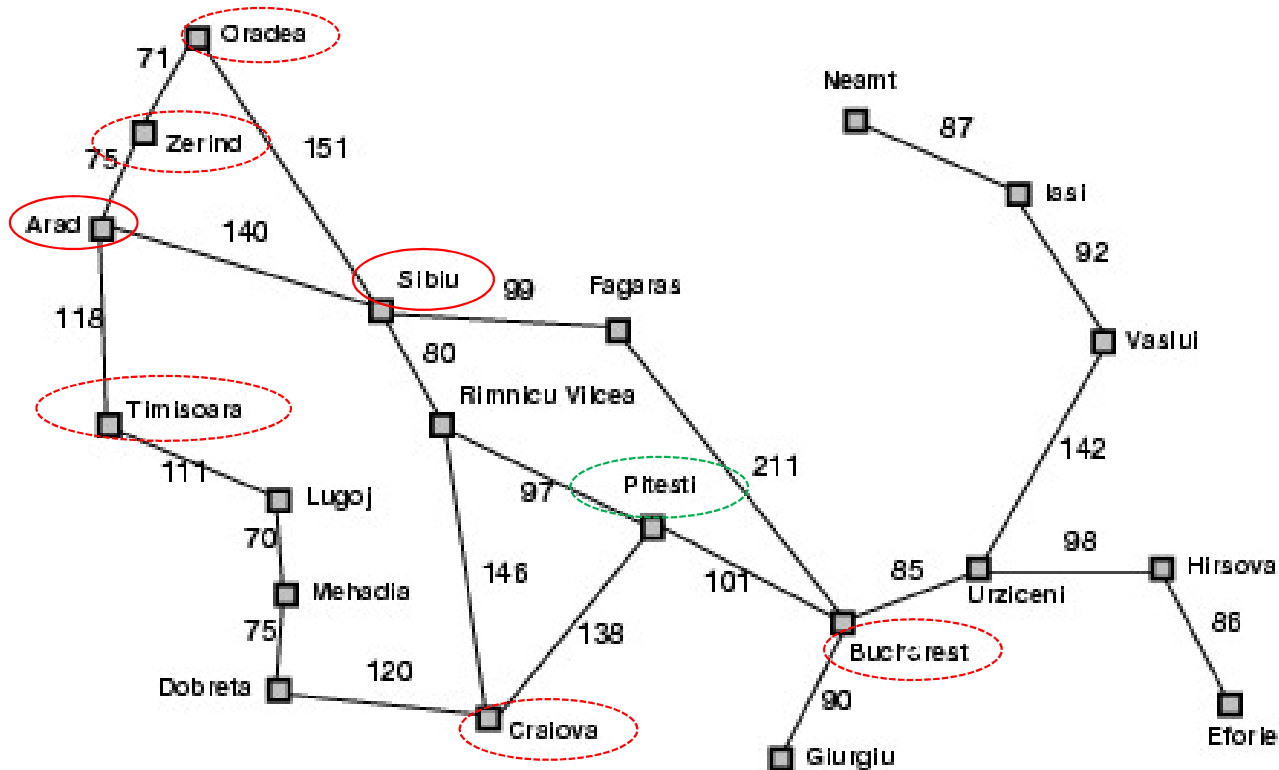 Oradea
71
Neamt
87
Zerind
151
75
Iasi
Arad
140
92
Sibiu
99
Fagaras
118
80
Vaslui
Rimnicu Vilcea
Timisoara
142
111
97
Pitesti
211
Lugoj
70
98
146
101
85
Hirsova
Mehadia
Urziceni
75
138
86
Bucharest
120
Dobreta
90
Craiova
Eforie
Giurgiu